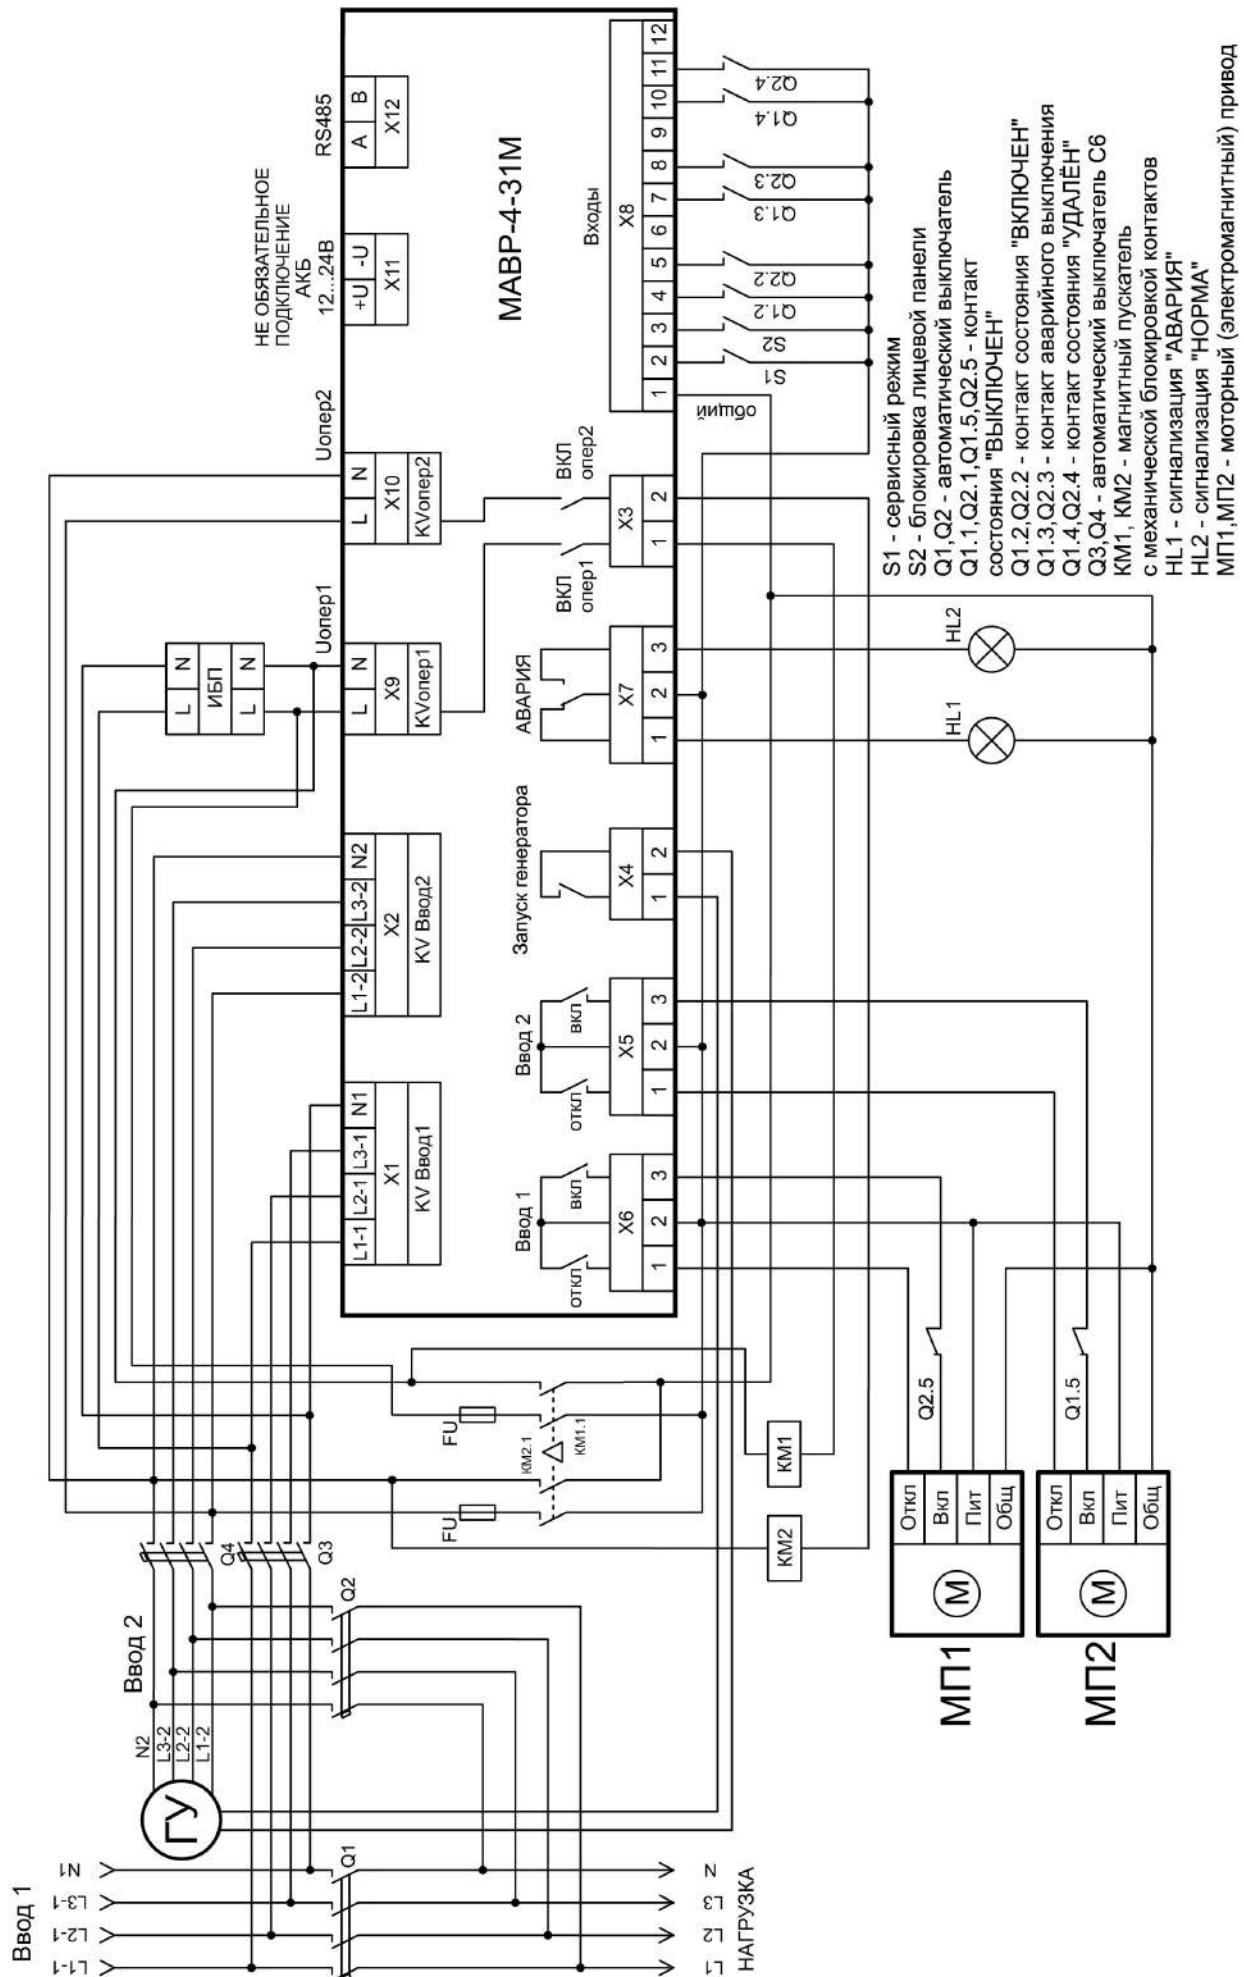 НЕ ОБЯЗАТЕЛЬНОЕ
ПОДКЛЮЧЕНИЕ
АКБ
12...24В
RS485
Uопер1
Uопер2
L N
ИБП
L N
L1-1 L2-1 L3-1 N1
X1
KV Ввод1
L1-2 L2-2 L3-2 N2
X2
KV Ввод2
L N
X9
KVопер1
L N
X10
KVопер2
+U -U
X11
A B
X12
МАВР-4-31М
Ввод 1
откл
вкл
X6
1 2 3
Ввод 2
откл
вкл
X5
1 2 3
Запуск генератора
X4
1 2
АВАРИЯ
X7
1 2 3
ВКЛ
опер1
ВКЛ
опер2
X3
1 2
Входы
X8
1 2 3 4 5 6 7 8 9 10 11 12
общий
S1
S2
Q1.2
Q2.2
Q1.3
Q2.3
Q1.4
Q2.4
Ввод 1
L1-1
L2-1
L3-1
N1
Q1
L1
L2
L3
N
НАГРУЗКА
ГУ
Ввод 2
N2
L3-2
L2-2
L1-2
Q2
Q4
Q3
FU
FU
KM2.1
KM1.1
KM2
KM1
HL1
HL2
Q2.5
Q1.5
МП1
М
Откл
Вкл
Пит
Общ
МП2
М
Откл
Вкл
Пит
Общ
S1 - сервисный режим
S2 - блокировка лицевой панели
Q1,Q2 - автоматический выключатель
Q1.1,Q2.1,Q1.5,Q2.5 - контакт
состояния "ВЫКЛЮЧЕН"
Q1.2,Q2.2 - контакт состояния "ВКЛЮЧЕН"
Q1.3,Q2.3 - контакт аварийного выключения
Q1.4,Q2.4 - контакт состояния "УДАЛЁН"
Q3,Q4 - автоматический выключатель С6
КМ1, КМ2 - магнитный пускатель
с механической блокировкой контактов
HL1 - сигнализация "АВАРИЯ"
HL2 - сигнализация "НОРМА"
МП1,МП2 - моторный (электромагнитный) привод